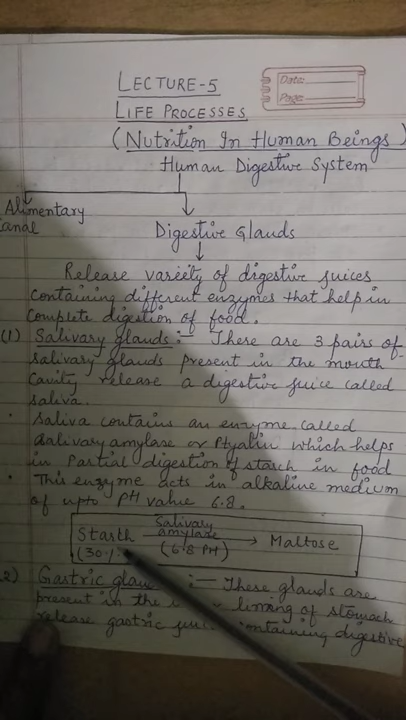 LECTURE-5
Date:
Page:
LIFE PROCESSES
(Nutrition In Human Beings)
Human Digestive System
Alimentary
anal
Digestive Glands
Release variety of digestive juices
containing different enzymes that help in
complete digestion of food.
(1) Salivary glands :- There are 3 pairs of
salivary glands present in the mouth
cavity release a digestive juice called
saliva.
• Saliva contains an enzyme called
salivary amylase or Ptyalin which helps
in Partial digestion of starch in food
• This enzyme acts in alkaline medium
of upto PH value 6.8.
Salivary
Starch amylase → Maltose
(30%) (6.8 PH)
2) Gastric glan :- These glands are
present in the lining of stomach
release gastric containing digestive